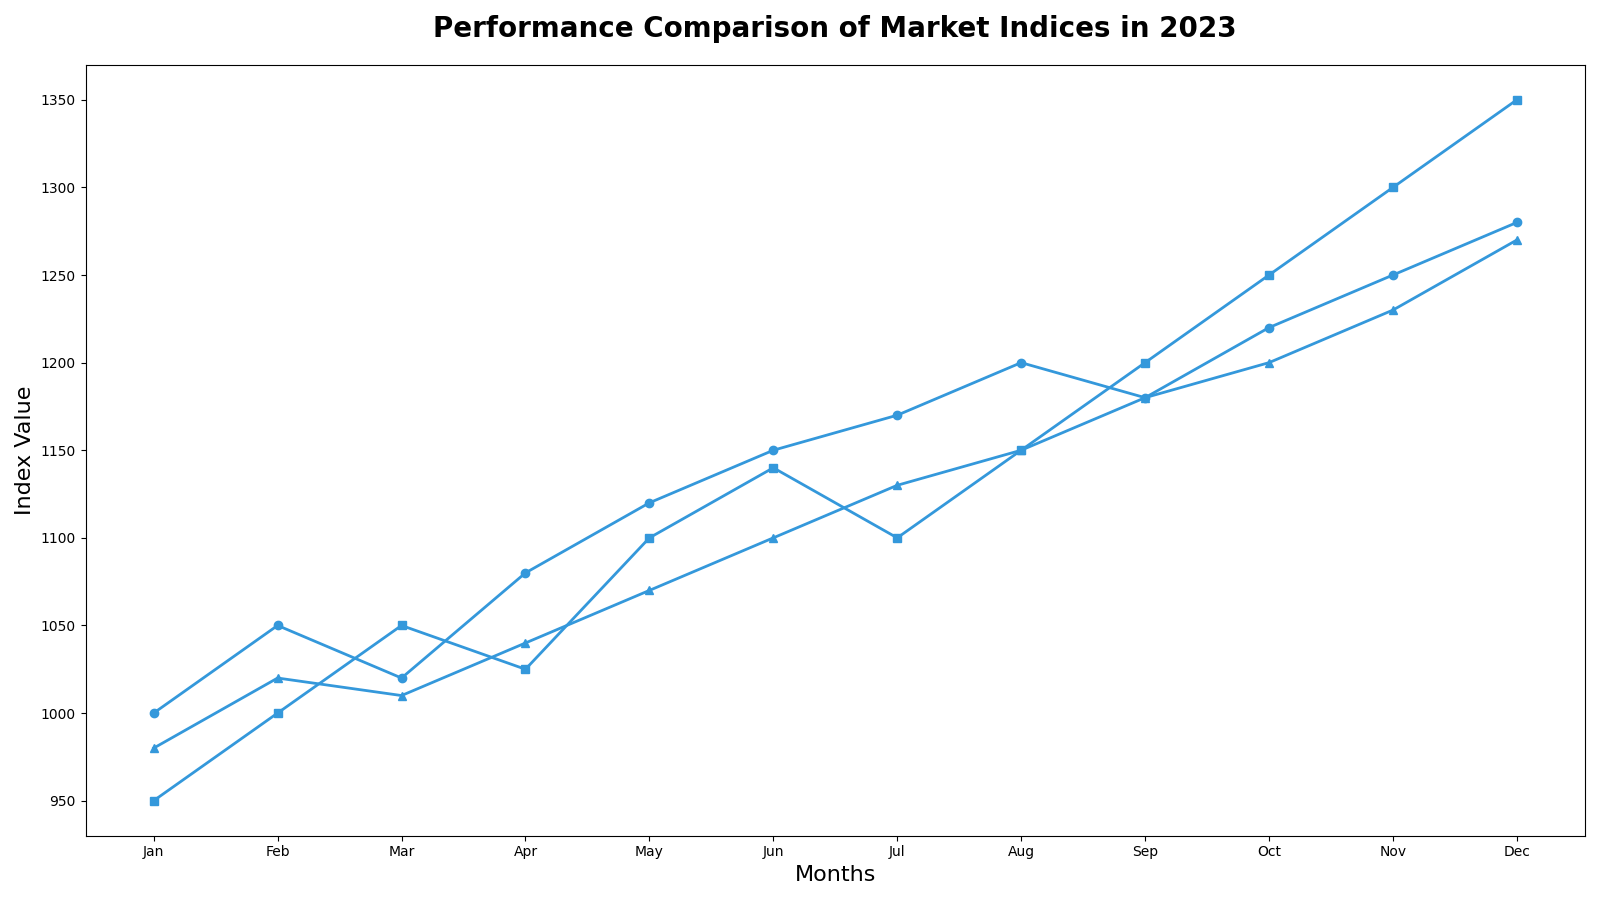 Performance Comparison of Market Indices in 2023
1350
1300
1250
1200
1150
1100
1050
1000
950
Index Value
Jan Feb Mar Apr May Jun Jul Aug Sep Oct Nov Dec
Months